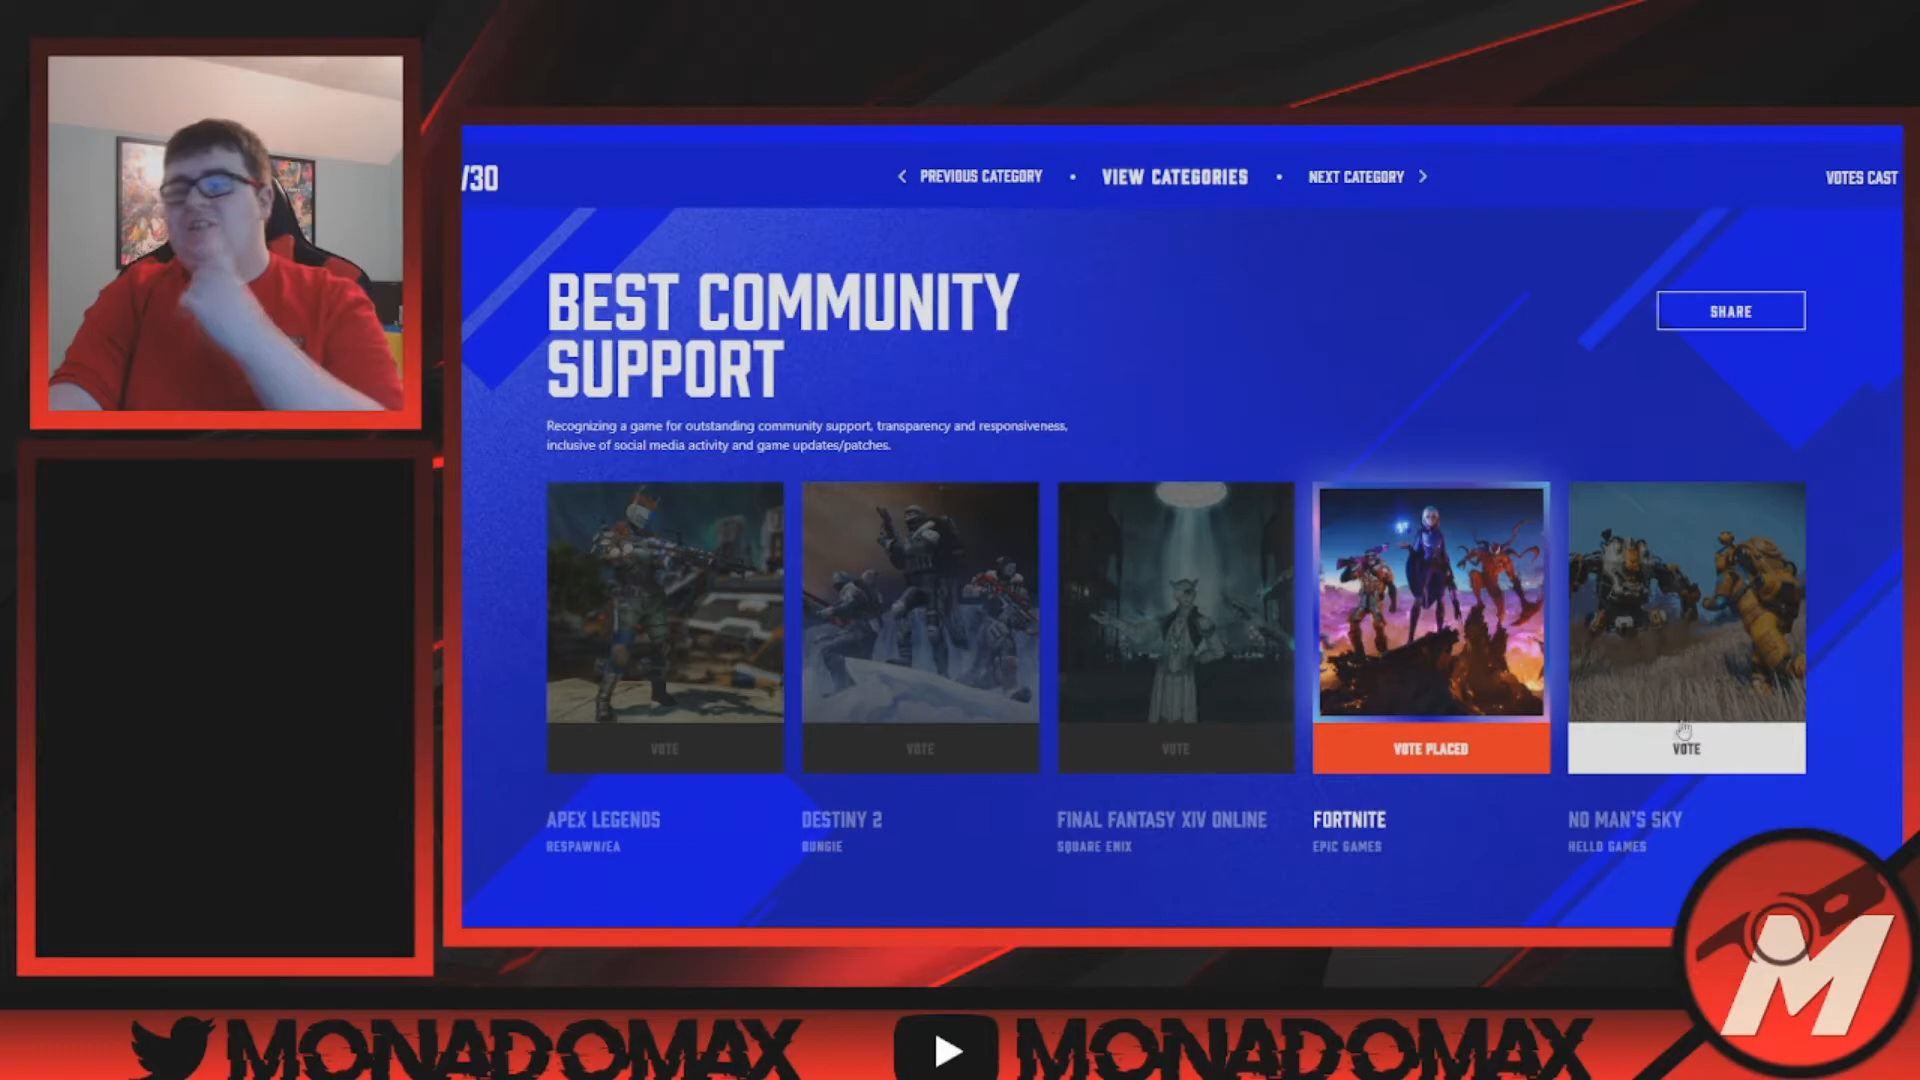 /30
PREVIOUS CATEGORY • VIEW CATEGORIES • NEXT CATEGORY
VOTES CAST
BEST COMMUNITY
SUPPORT
SHARE
Recognizing a game for outstanding community support, transparency and responsiveness,
inclusive of social media activity and game updates/patches.
VOTE
VOTE
VOTE
VOTE PLACED
VOTE
APEX LEGENDS
RESPAWN/EA
DESTINY 2
BUNGIE
FINAL FANTASY XIV ONLINE
SQUARE ENIX
FORTNITE
EPIC GAMES
NO MAN'S SKY
HELLO GAMES
M
MONADOMAX
MONADOMAX